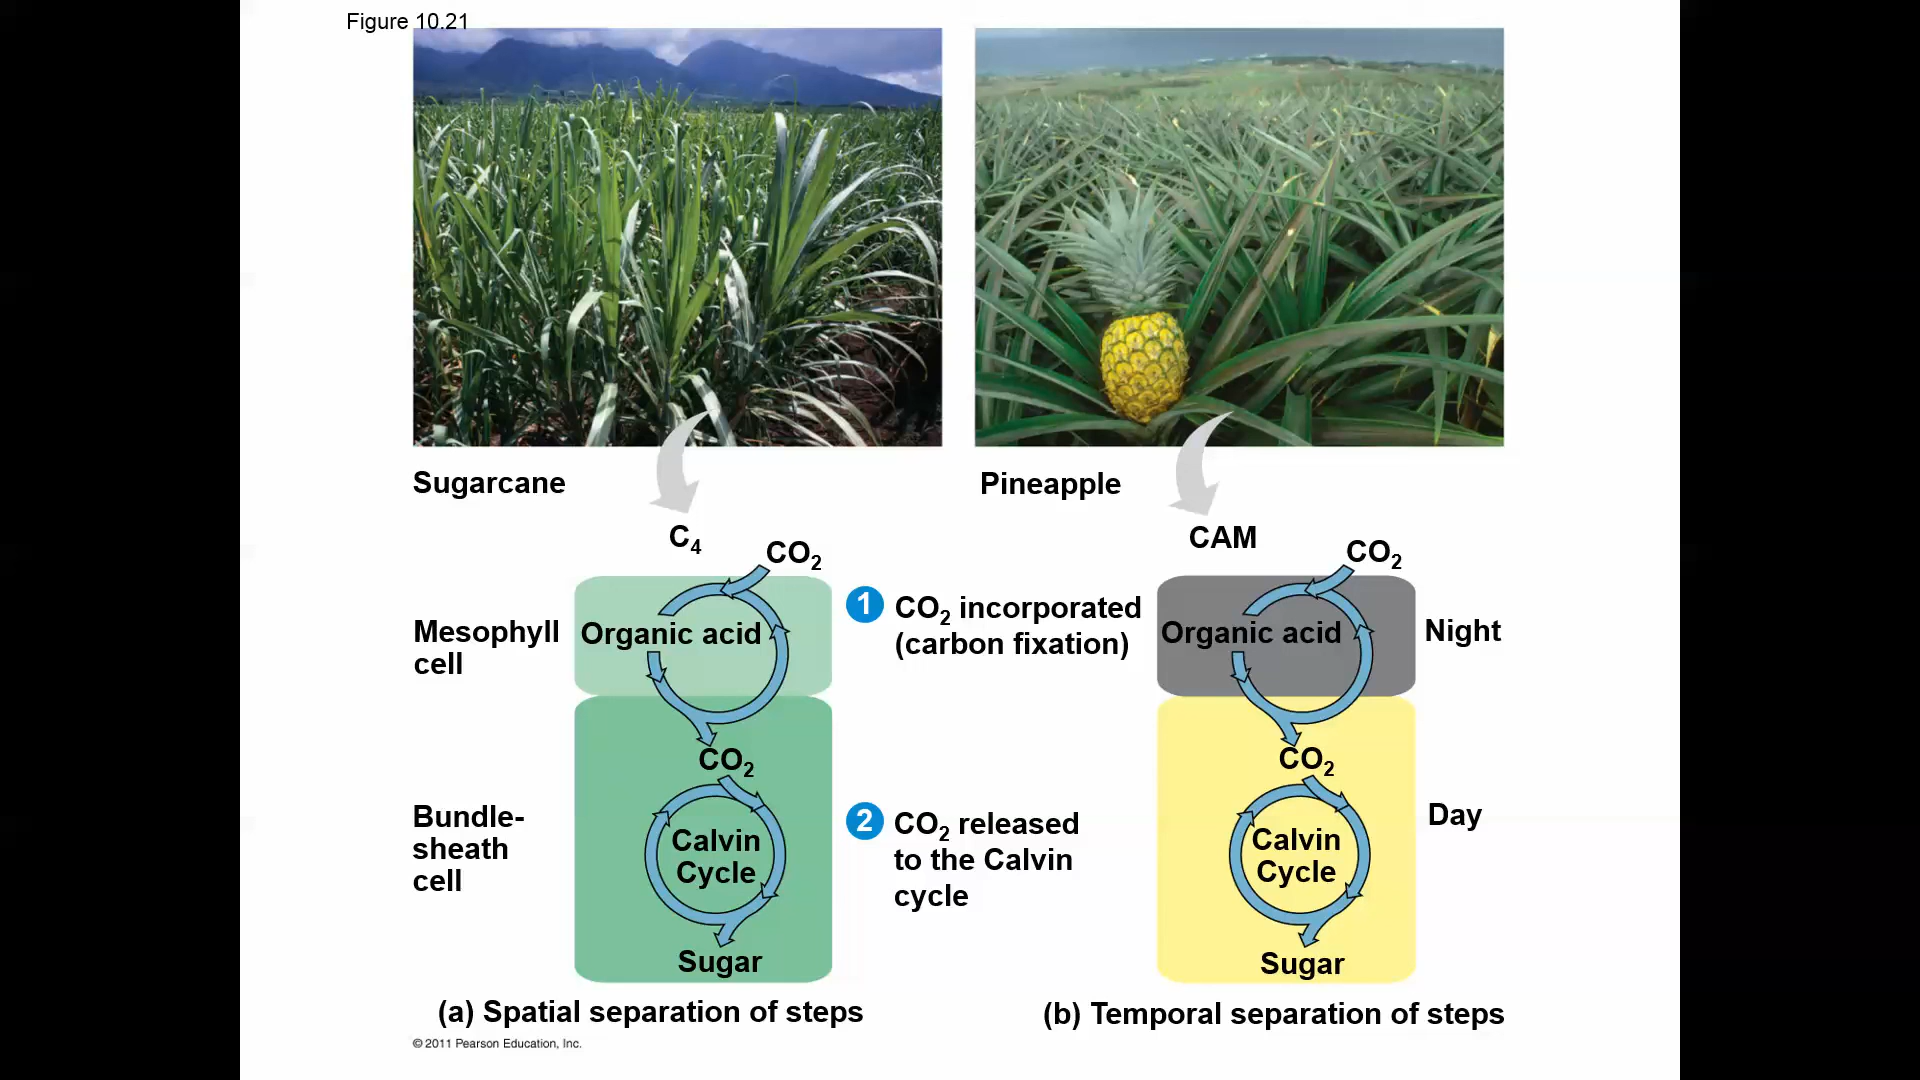 Figure 10.21
Sugarcane
Pineapple
C₄
CO₂
CAM
CO₂
Mesophyll
cell
Organic acid
1 CO₂ incorporated
(carbon fixation)
Organic acid
Night
CO₂
CO₂
Bundle-
sheath
cell
Calvin
Cycle
2 CO₂ released
to the Calvin
cycle
Calvin
Cycle
Day
Sugar
Sugar
(a) Spatial separation of steps
(b) Temporal separation of steps
© 2011 Pearson Education, Inc.